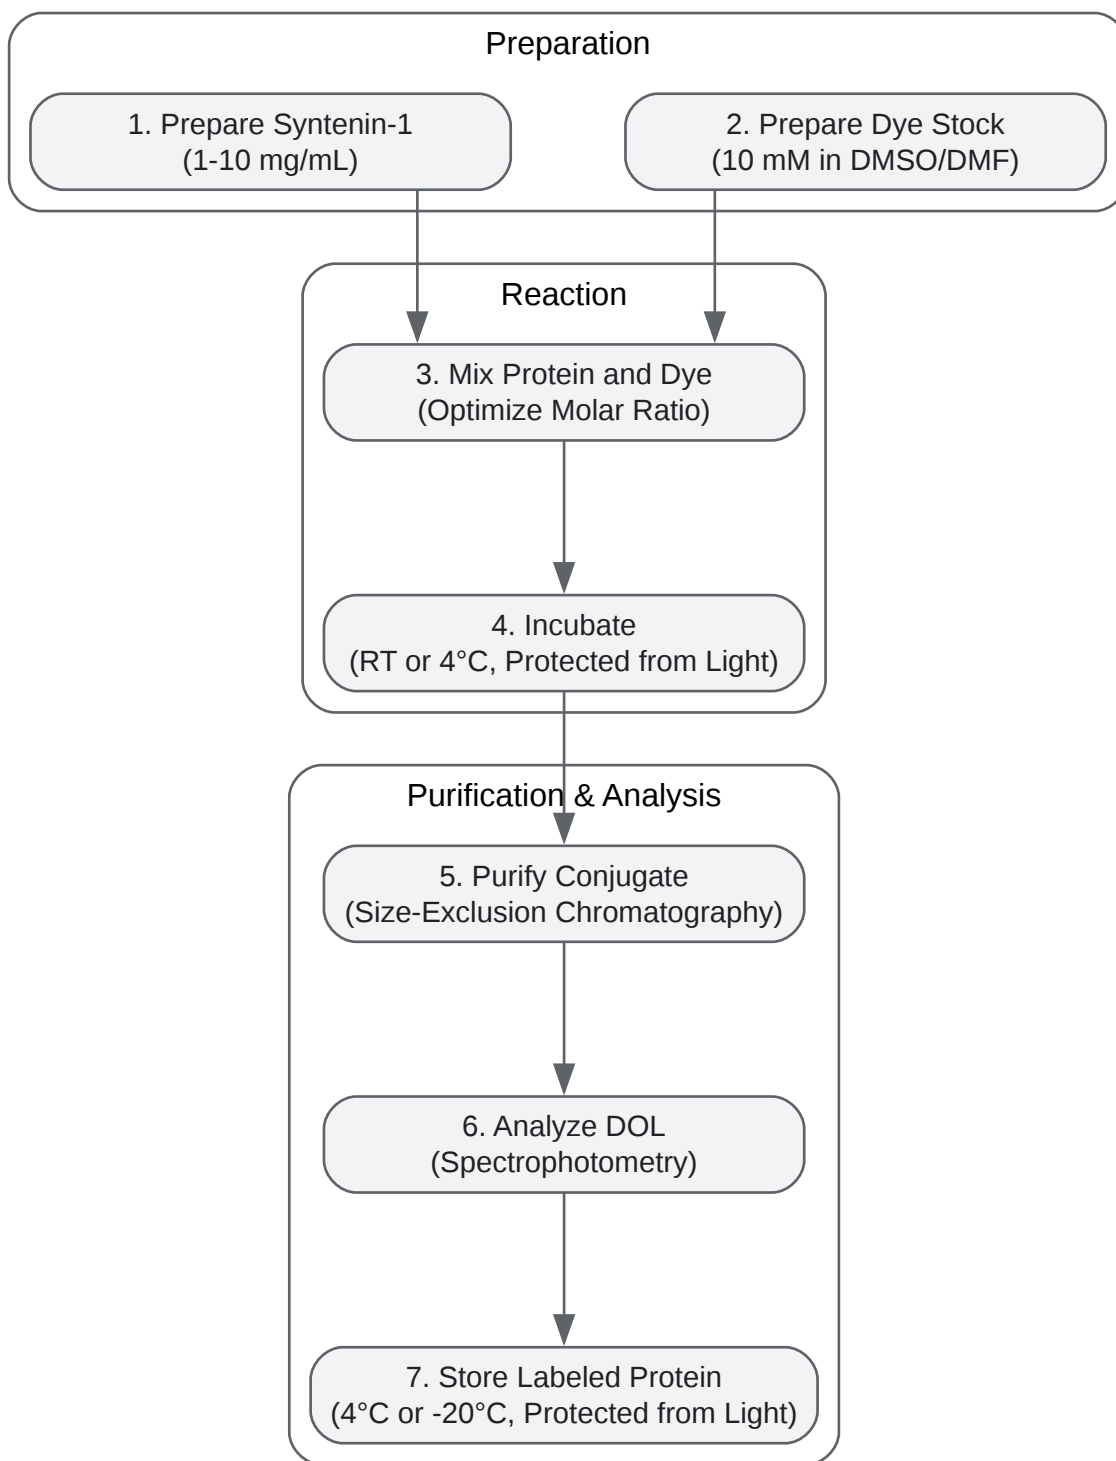 Preparation
1. Prepare Syntenin-1
(1-10 mg/mL)
2. Prepare Dye Stock
(10 mM in DMSO/DMF)
Reaction
3. Mix Protein and Dye
(Optimize Molar Ratio)
4. Incubate
(RT or 4°C, Protected from Light)
Purification & Analysis
5. Purify Conjugate
(Size-Exclusion Chromatography)
6. Analyze DOL
(Spectrophotometry)
7. Store Labeled Protein
(4°C or -20°C, Protected from Light)